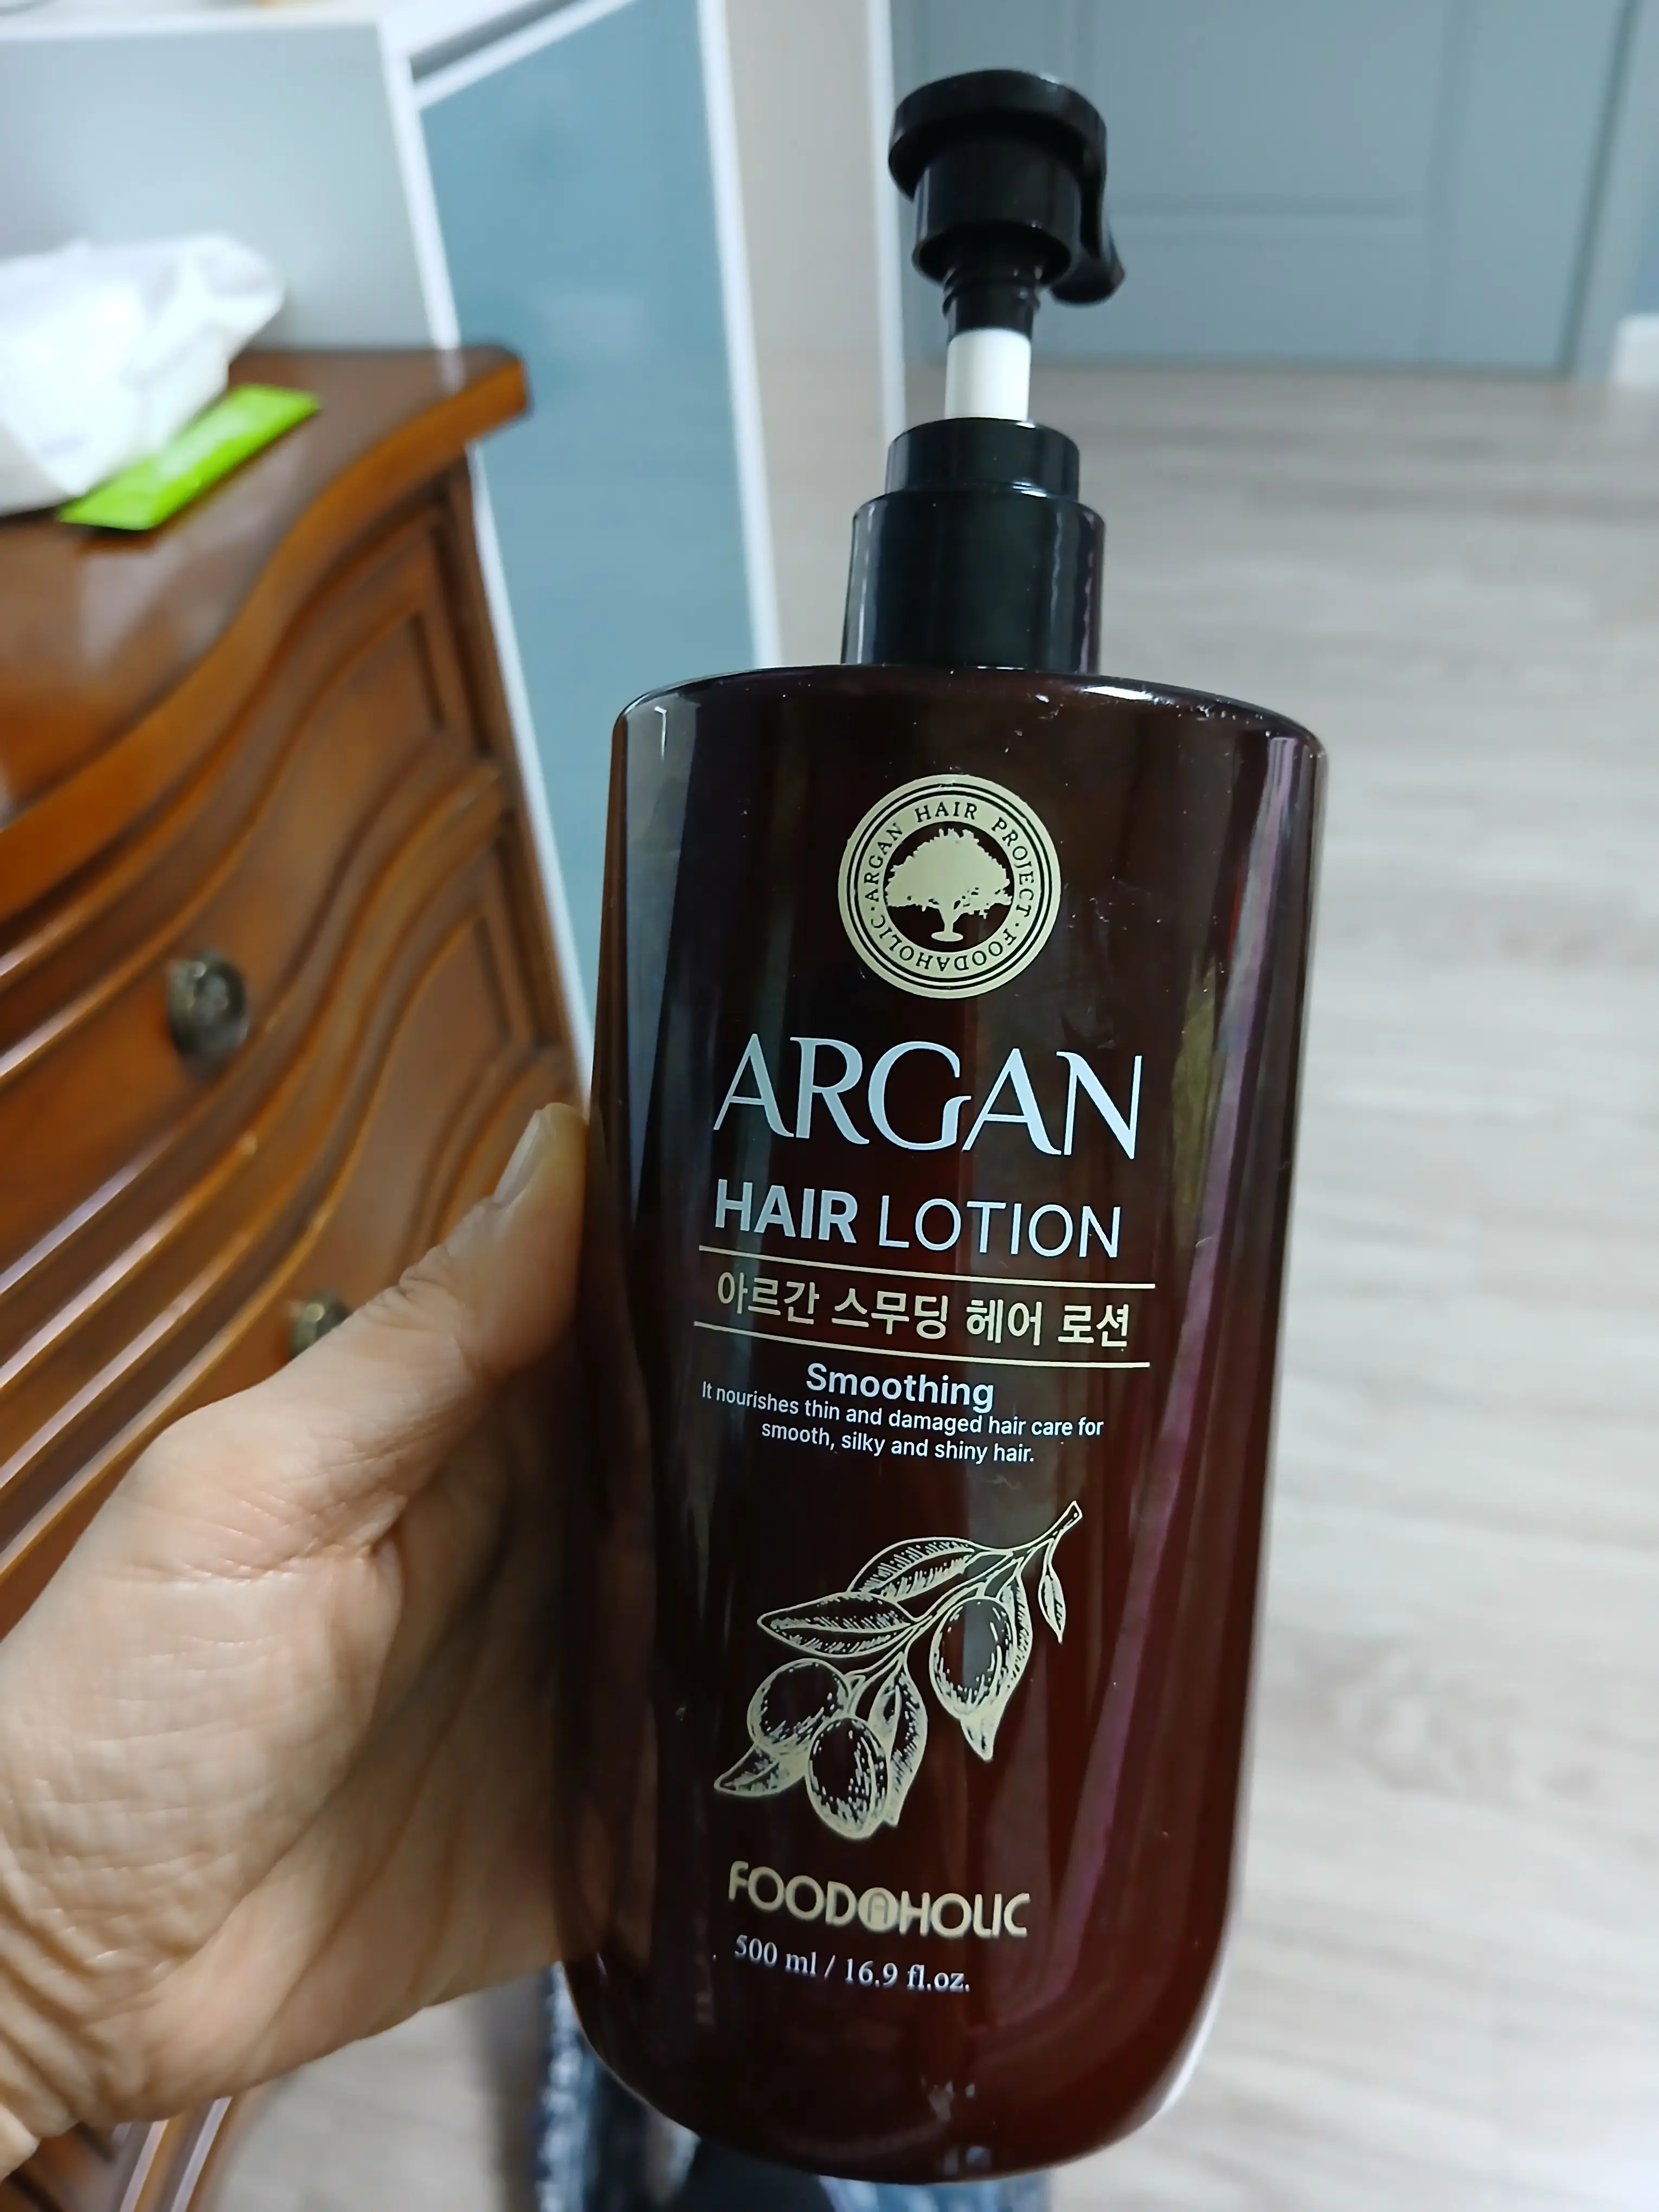 ARGAN HAIR PROJECT · FOODAHOLIC ·
ARGAN
HAIR LOTION
아르간 스무딩 헤어 로션
Smoothing
It nourishes thin and damaged hair care for
smooth, silky and shiny hair.
FOODAHOLIC
500 ml / 16.9 fl.oz.